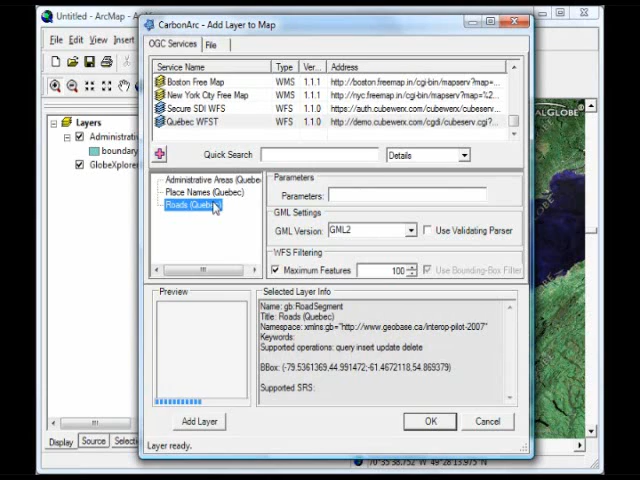 Untitled - ArcMap
CarbonArc - Add Layer to Map
File Edit View Insert
OGC Services File
Service Name Type Ver... Address
Boston Free Map WMS 1.1.1 http://boston.freemap.in/cgi-bin/mapserv?map=...
New York City Free Map WMS 1.1.1 http://nyc.freemap.in/cgi-bin/mapserv?map=%2...
Secure SDI WFS WFS 1.1.0 https://auth.cubewerx.com/cubewerx/cubeserv...
Québec WFST WFS 1.1.0 http://demo.cubewerx.com/cgdi/cubeserv.cgi?...
Quick Search Details
Layers
Administrativ
boundary
GlobeXplorer
Administrative Areas (Quebe
Place Names (Quebec)
Roads (Quebec)
Parameters
Parameters:
GML Settings
GML Version: GML2 Use Validating Parser
WFS Filtering
Maximum Features 100 Use Bounding-Box Filter
Preview
Selected Layer Info
Name: gb:RoadSegment
Title: Roads (Quebec)
Namespace: xmlns:gb="http://www.geobase.ca/interop-pilot-2007"
Keywords:
Supported operations: query insert update delete
BBox: (-79.5361369,44.991472;-61.4672118,54.869379)
Supported SRS:
Add Layer OK Cancel
Layer ready.
Display Source Selecti
ALGLOBE